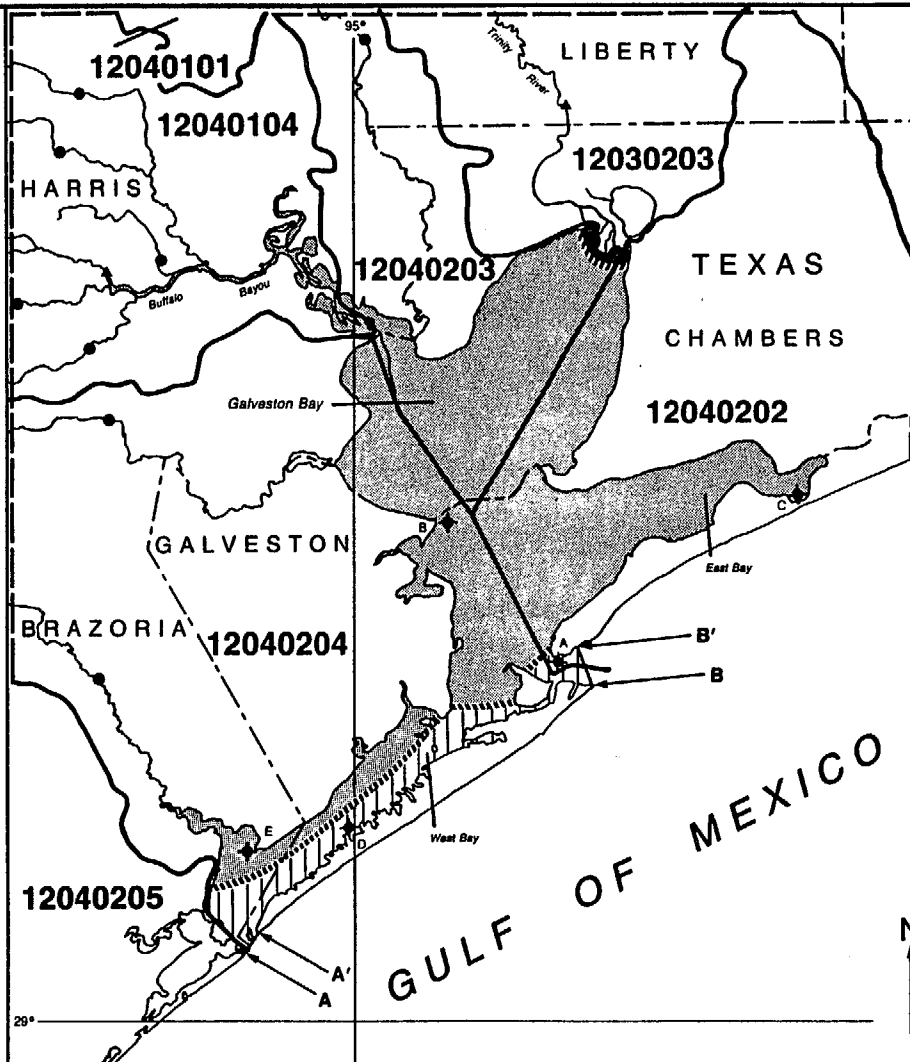 95°
Trinity
River
LIBERTY
12040101
12040104
12030203
HARRIS
12040203
TEXAS
Buffalo
Bayou
CHAMBERS
Galveston Bay
12040202
B
C
GALVESTON
East Bay
BRAZORIA
12040204
A
B'
B
GULF OF MEXICO
E
D
West Bay
12040205
A'
A
N
29°